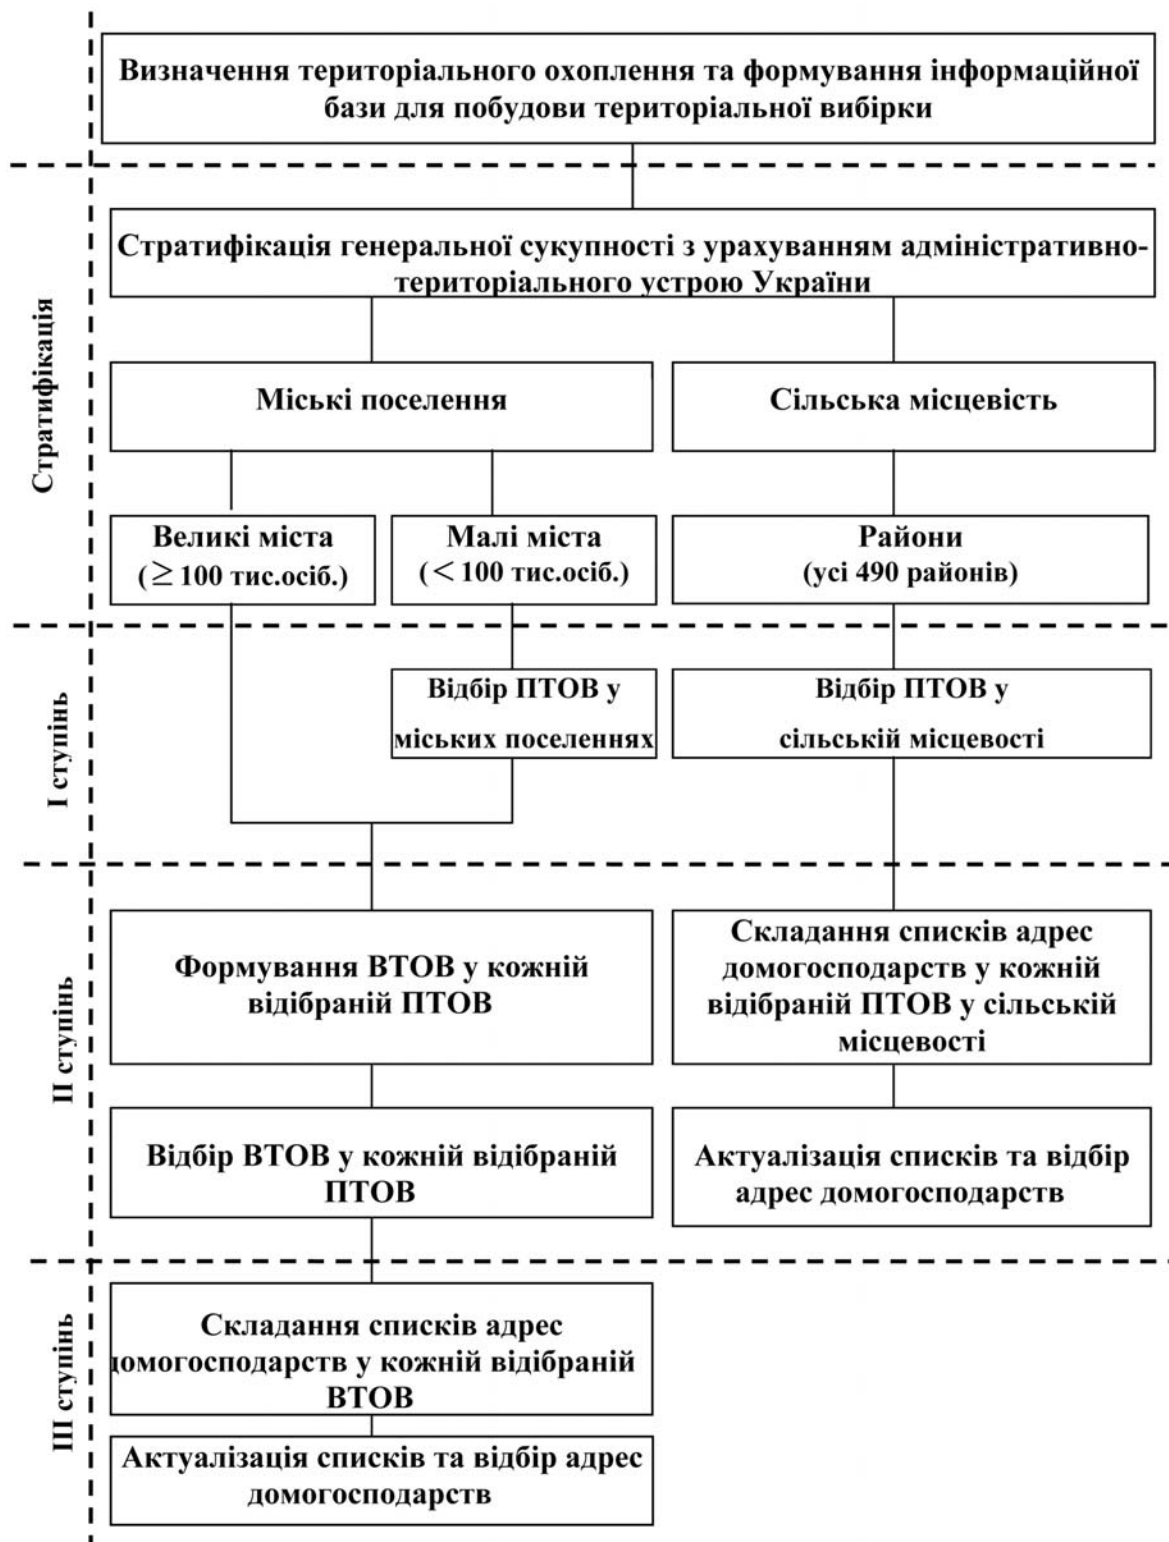 Визначення територіального охоплення та формування інформаційної
бази для побудови територіальної вибірки
Стратифікація
Стратифікація генеральної сукупності з урахуванням адміністративно-
територіального устрою України
Міські поселення
Сільська місцевість
Великі міста
(≥ 100 тис.осіб.)
Малі міста
(< 100 тис.осіб.)
Райони
(усі 490 районів)
І ступінь
Відбір ПТОВ у
міських поселеннях
Відбір ПТОВ у
сільській місцевості
ІІ ступінь
Формування ВТОВ у кожній
відібраній ПТОВ
Складання списків адрес
домогосподарств у кожній
відібраній ПТОВ у сільській
місцевості
Відбір ВТОВ у кожній відібраній
ПТОВ
Актуалізація списків та відбір
адрес домогосподарств
ІІІ ступінь
Складання списків адрес
домогосподарств у кожній відібраній
ВТОВ
Актуалізація списків та відбір адрес
домогосподарств